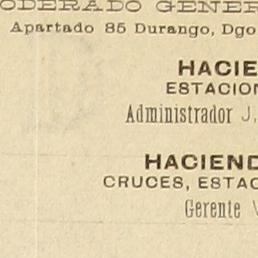 ODERADO GENER
Apartado 85 Durango, Dgo
HACIE
ESTACION
Administrador J.
HACIEND
CRUCES, ESTAC
Gerente